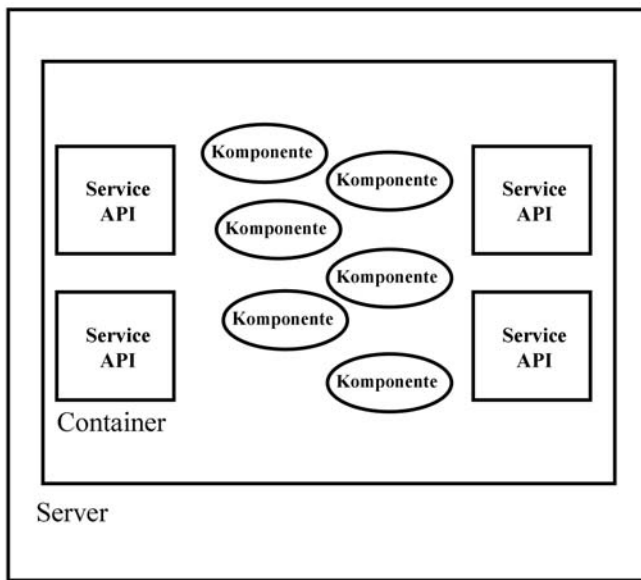 Komponente
Komponente
Service
API
Service
API
Komponente
Komponente
Komponente
Service
API
Service
API
Komponente
Container
Server